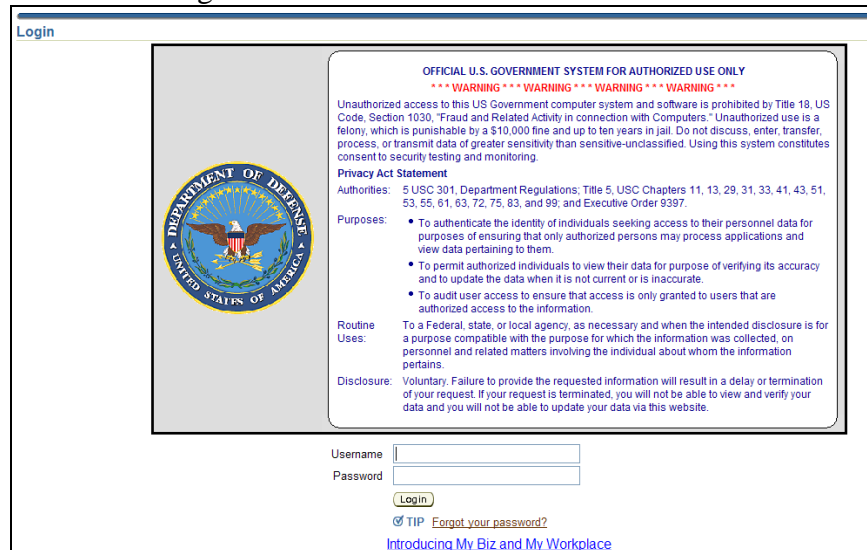 Login
OFFICIAL U.S. GOVERNMENT SYSTEM FOR AUTHORIZED USE ONLY
* * * WARNING * * * WARNING * * * WARNING * * * WARNING * * *
Unauthorized access to this US Government computer system and software is prohibited by Title 18, US
Code, Section 1030, "Fraud and Related Activity in connection with Computers." Unauthorized use is a
felony, which is punishable by a $10,000 fine and up to ten years in jail. Do not discuss, enter, transfer,
process, or transmit data of greater sensitivity than sensitive-unclassified. Using this system constitutes
consent to security testing and monitoring.
Privacy Act Statement
Authorities: 5 USC 301, Department Regulations; Title 5, USC Chapters 11, 13, 29, 31, 33, 41, 43, 51,
53, 55, 61, 63, 72, 75, 83, and 99; and Executive Order 9397.
Purposes: • To authenticate the identity of individuals seeking access to their personnel data for
purposes of ensuring that only authorized persons may process applications and
view data pertaining to them.
• To permit authorized individuals to view their data for purpose of verifying its accuracy
and to update the data when it is not current or is inaccurate.
• To audit user access to ensure that access is only granted to users that are
authorized access to the information.
Routine Uses: To a Federal, state, or local agency, as necessary and when the intended disclosure is for
a purpose compatible with the purpose for which the information was collected, on
personnel and related matters involving the individual about whom the information
pertains.
Disclosure: Voluntary. Failure to provide the requested information will result in a delay or termination
of your request. If your request is terminated, you will not be able to view and verify your
data and you will not be able to update your data via this website.
DEPARTMENT OF DEFENSE
UNITED STATES OF AMERICA
Username
Password
Login
TIP Forgot your password?
Introducing My Biz and My Workplace